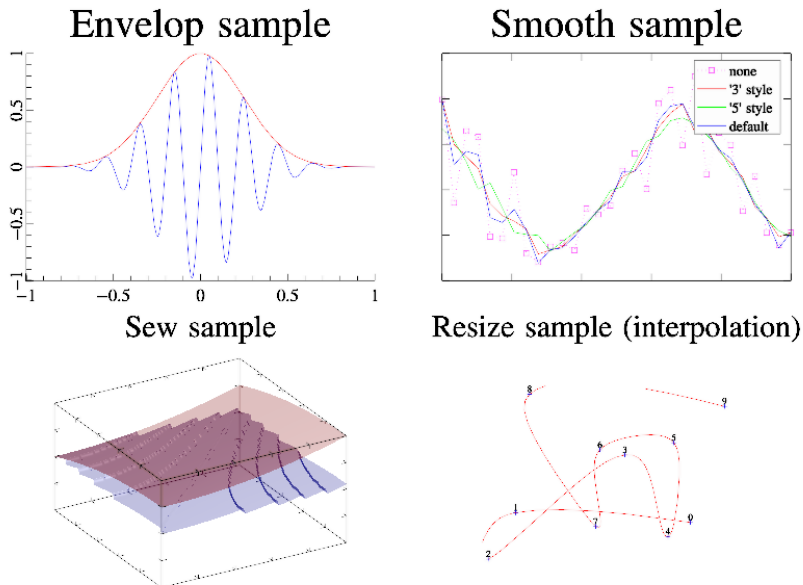 Envelop sample
Smooth sample
1
0.5
0
−0.5
−1
−1
−0.5
0
0.5
1
none
'3' style
'5' style
default
Sew sample
Resize sample (interpolation)
8
9
6
3
5
1
0
7
4
2